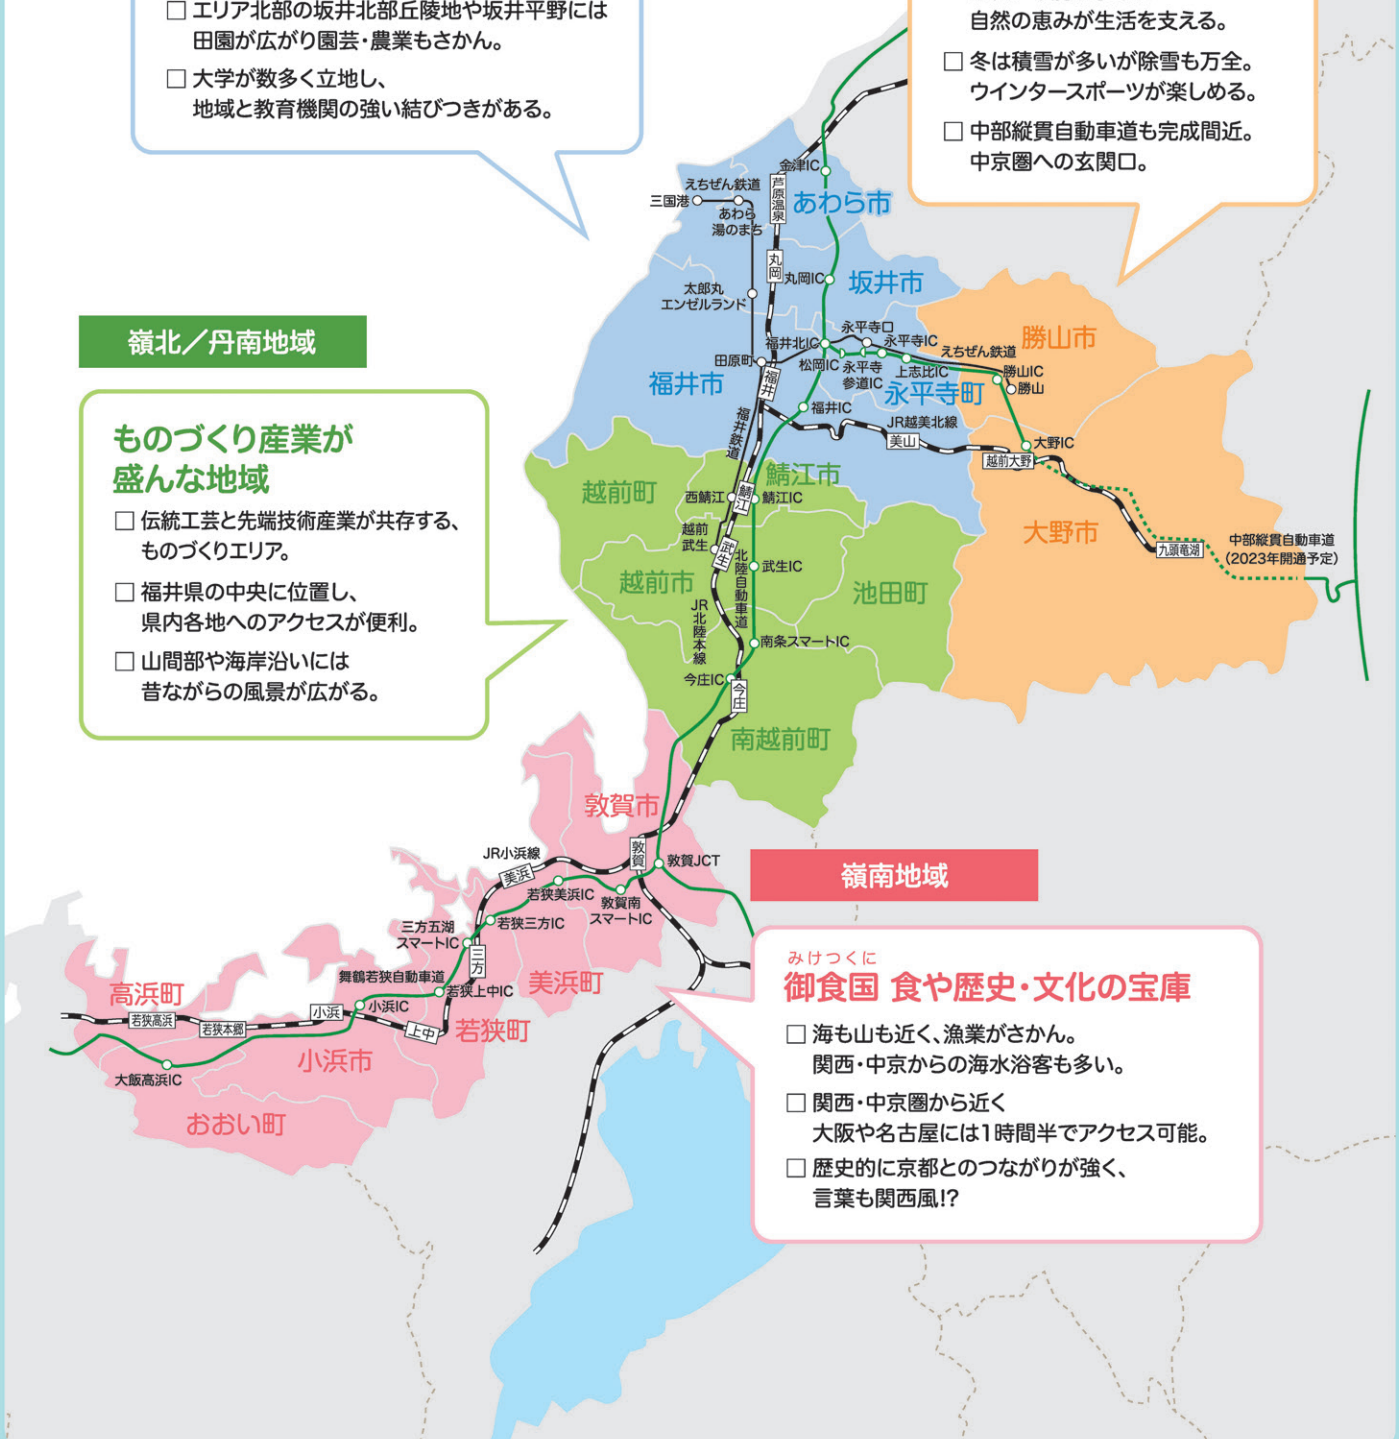 □ エリア北部の坂井北部丘陵地や坂井平野には
田園が広がり園芸・農業もさかん。
□ 大学が数多く立地し、
地域と教育機関の強い結びつきがある。
自然の恵みが生活を支える。
□ 冬は積雪が多いが除雪も万全。
ウインタースポーツが楽しめる。
□ 中部縦貫自動車道も完成間近。
中京圏への玄関口。
金津IC
えちぜん鉄道
三国港
あわら
湯のまち
芦原温泉
あわら市
丸岡
丸岡IC
坂井市
太郎丸
エンゼルランド
永平寺口
福井北IC
永平寺IC
えちぜん鉄道
勝山市
田原町
松岡IC
永平寺
参道IC
上志比IC
勝山IC
勝山
福井市
福井
永平寺町
福井IC
福井鉄道
JR越美北線
美山
大野IC
越前大野
嶺北／丹南地域
ものづくり産業が
盛んな地域
□ 伝統工芸と先端技術産業が共存する、
ものづくりエリア。
□ 福井県の中央に位置し、
県内各地へのアクセスが便利。
□ 山間部や海岸沿いには
昔ながらの風景が広がる。
鯖江市
越前町
西鯖江
鯖江
鯖江IC
大野市
越前
武生
武生
九頭竜湖
中部縦貫自動車道
（2023年開通予定）
北陸自動車道
武生IC
越前市
池田町
JR北陸本線
南条スマートIC
今庄IC
今庄
南越前町
敦賀市
JR小浜線
美浜
敦賀
敦賀JCT
若狭美浜IC
敦賀南
スマートIC
若狭三方IC
三方五湖
スマートIC
三方
舞鶴若狭自動車道
若狭上中IC
美浜町
高浜町
小浜IC
小浜
若狭高浜
若狭本郷
上中
若狭町
小浜市
大飯高浜IC
おおい町
嶺南地域
みけつくに
御食国 食や歴史・文化の宝庫
□ 海も山も近く、漁業がさかん。
関西・中京からの海水浴客も多い。
□ 関西・中京圏から近く
大阪や名古屋には1時間半でアクセス可能。
□ 歴史的に京都とのつながりが強く、
言葉も関西風!?